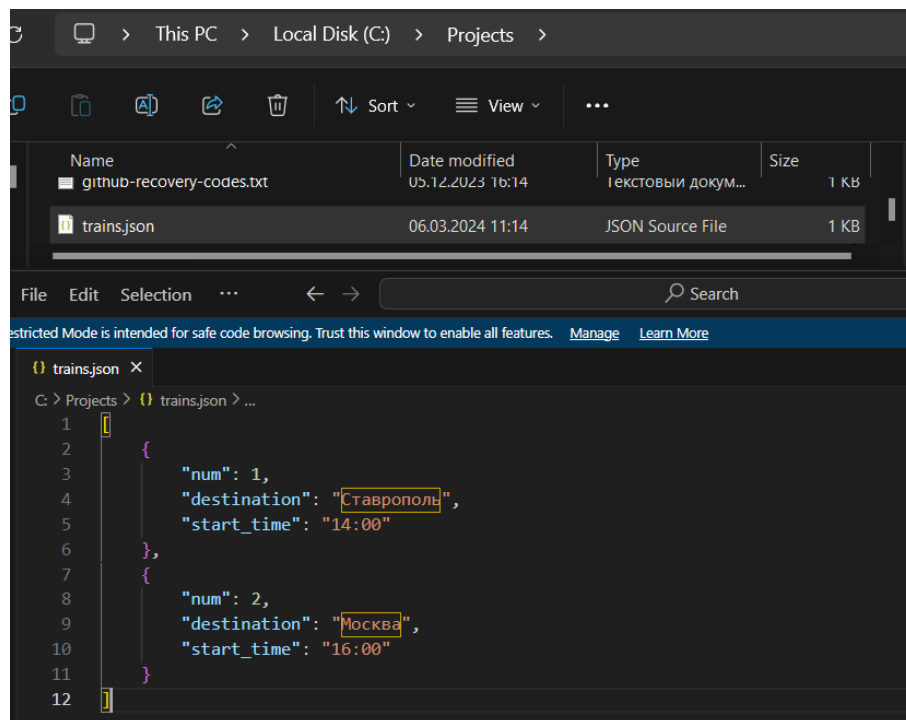 This PC > Local Disk (C:) > Projects >
Sort View ...
Name Date modified Type Size
github-recovery-codes.txt 05.12.2023 16:14 Текстовый докум... 1 KB
trains.json 06.03.2024 11:14 JSON Source File 1 KB
File Edit Selection ... Search
estricted Mode is intended for safe code browsing. Trust this window to enable all features. Manage Learn More
{} trains.json ×
C: > Projects > {} trains.json > ...
1 [
2 {
3 "num": 1,
4 "destination": "Ставрополь",
5 "start_time": "14:00"
6 },
7 {
8 "num": 2,
9 "destination": "Москва",
10 "start_time": "16:00"
11 }
12 ]